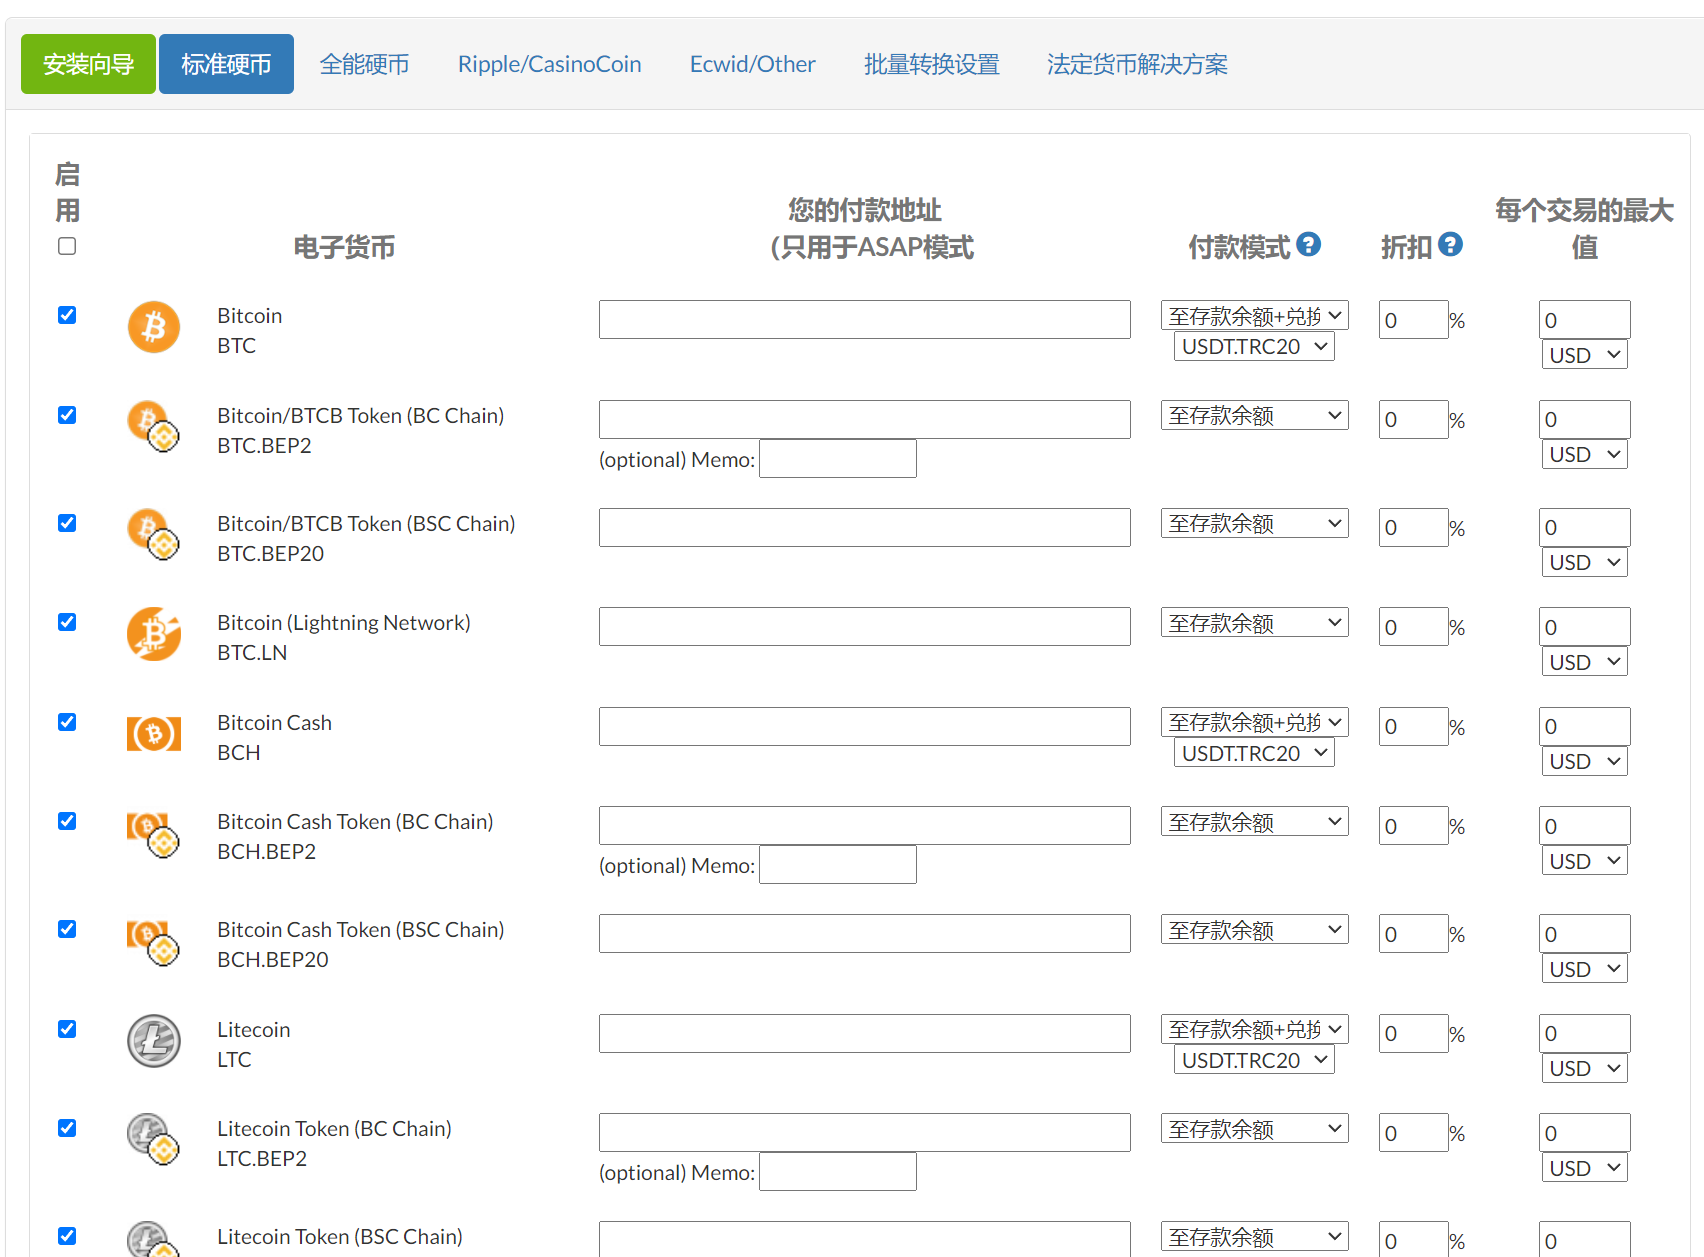 安装向导 标准硬币 全能硬币 Ripple/CasinoCoin Ecwid/Other 批量转换设置 法定货币解决方案
启
用
电子货币
您的付款地址
(只用于ASAP模式
付款模式
折扣
每个交易的最大
值
Bitcoin 至存款余额+兑换 0 % 0
BTC USDT.TRC20 USD
Bitcoin/BTCB Token (BC Chain) 至存款余额 0 % 0
BTC.BEP2 (optional) Memo: USD
Bitcoin/BTCB Token (BSC Chain) 至存款余额 0 % 0
BTC.BEP20 USD
Bitcoin (Lightning Network) 至存款余额 0 % 0
BTC.LN USD
Bitcoin Cash 至存款余额+兑换 0 % 0
BCH USDT.TRC20 USD
Bitcoin Cash Token (BC Chain) 至存款余额 0 % 0
BCH.BEP2 (optional) Memo: USD
Bitcoin Cash Token (BSC Chain) 至存款余额 0 % 0
BCH.BEP20 USD
Litecoin 至存款余额+兑换 0 % 0
LTC USDT.TRC20 USD
Litecoin Token (BC Chain) 至存款余额 0 % 0
LTC.BEP2 (optional) Memo: USD
Litecoin Token (BSC Chain) 至存款余额 0 % 0